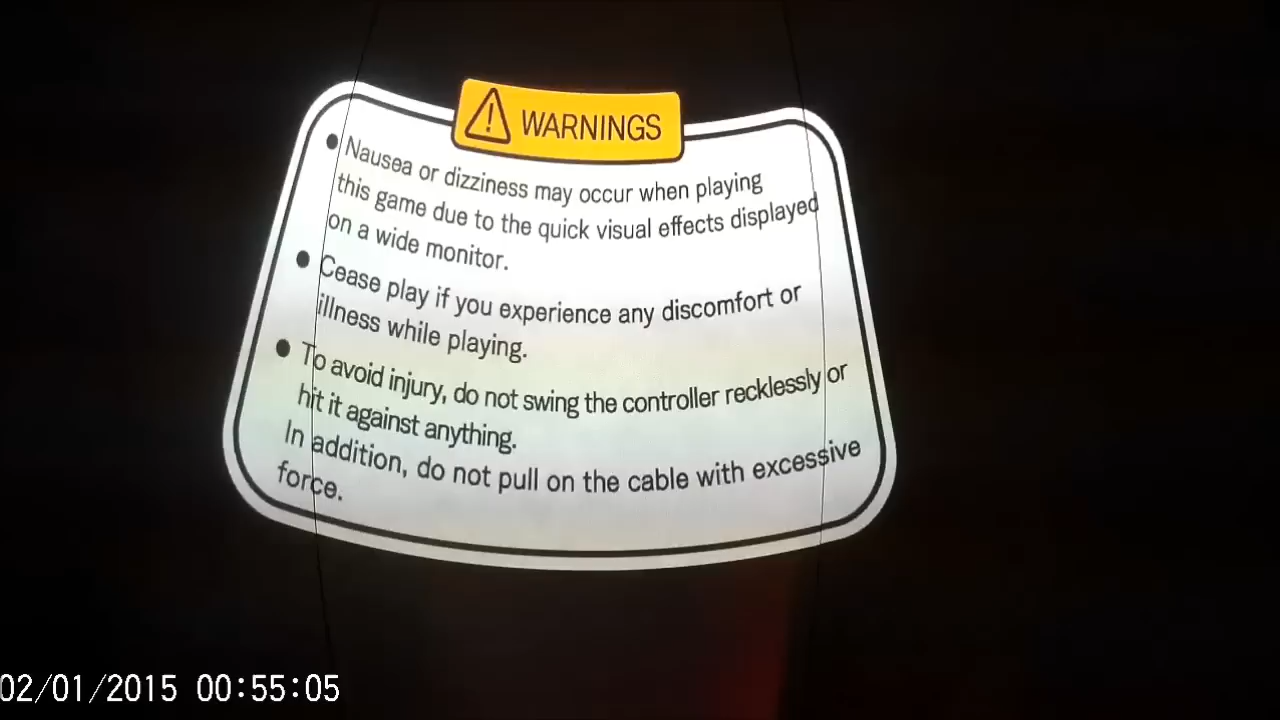 WARNINGS
● Nausea or dizziness may occur when playing
this game due to the quick visual effects displayed
on a wide monitor.
● Cease play if you experience any discomfort or
illness while playing.
● To avoid injury, do not swing the controller recklessly or
hit it against anything.
In addition, do not pull on the cable with excessive
force.
02/01/2015 00:55:05